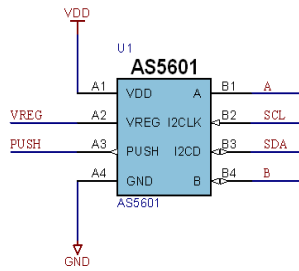 VDD
U1
AS5601
A1 VDD A B1 A
VREG A2 VREG I2CLK B2 SCL
PUSH A3 PUSH I2CD B3 SDA
A4 GND B B4 B
AS5601
GND